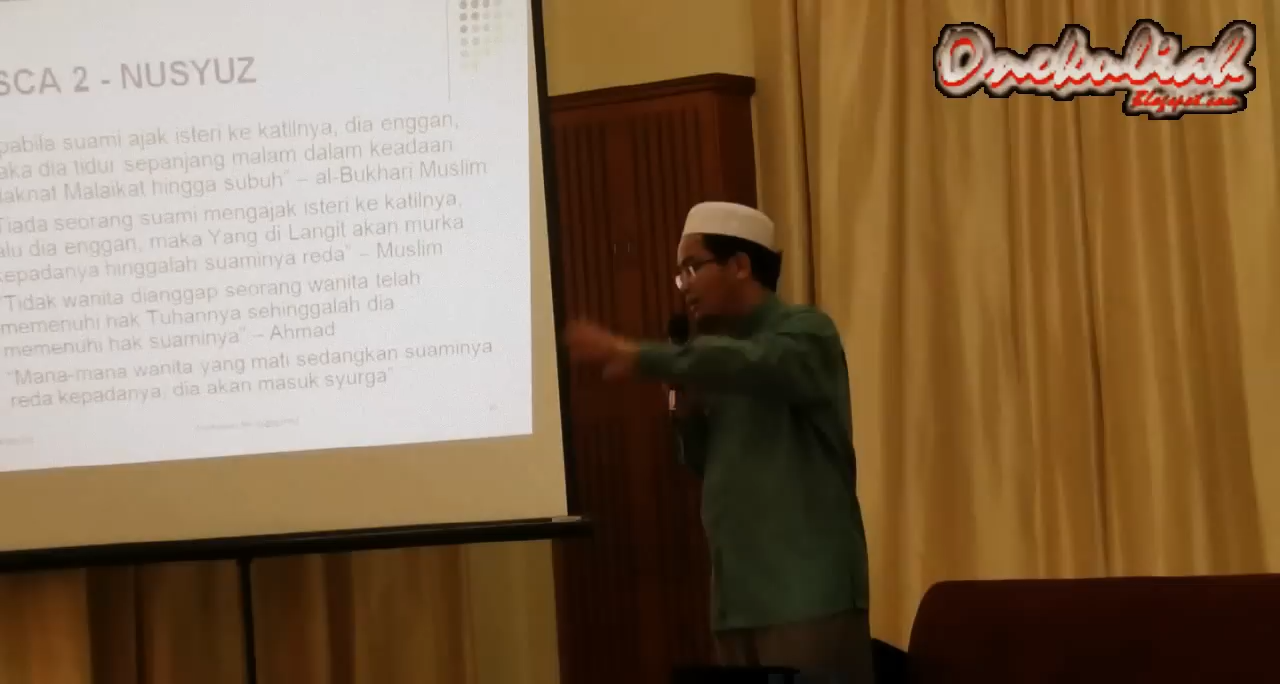 SCA 2 - NUSYUZ
pabila suami ajak isteri ke katilnya, dia enggan,
aka dia tidur sepanjang malam dalam keadaan
laknat Malaikat hingga subuh" – al-Bukhari Muslim
Tiada seorang suami mengajak isteri ke katilnya,
alu dia enggan, maka Yang di Langit akan murka
kepadanya hinggalah suaminya reda" – Muslim
"Tidak wanita dianggap seorang wanita telah
memenuhi hak Tuhannya sehinggalah dia
memenuhi hak suaminya" – Ahmad
"Mana-mana wanita yang mati sedangkan suaminya
reda kepadanya, dia akan masuk syurga"
Onekuliah
Blogspot.com